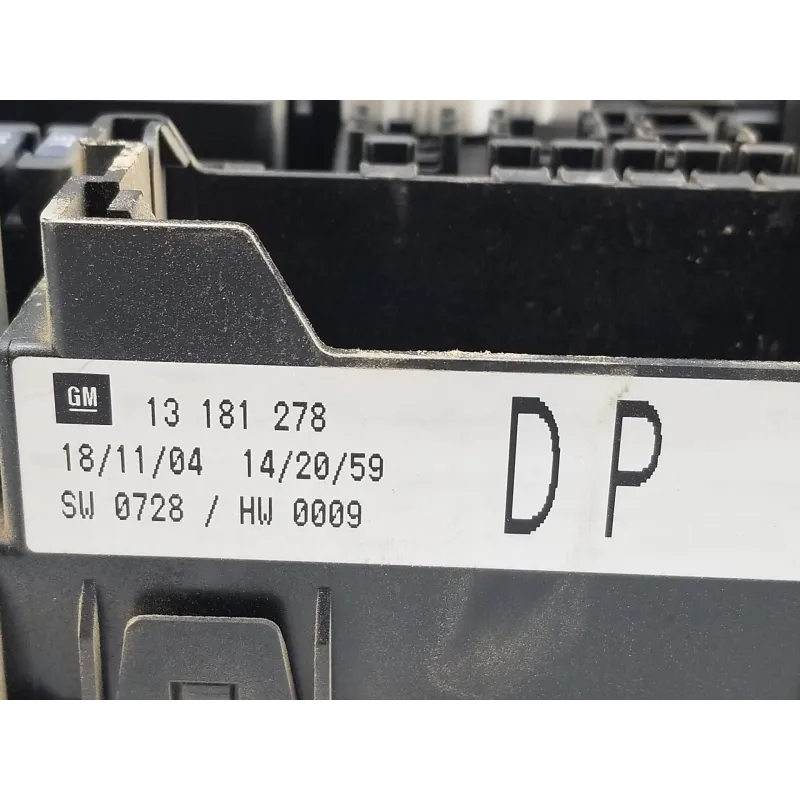 GM 13 181 278
18/11/04 14/20/59
SW 0728 / HW 0009
DP